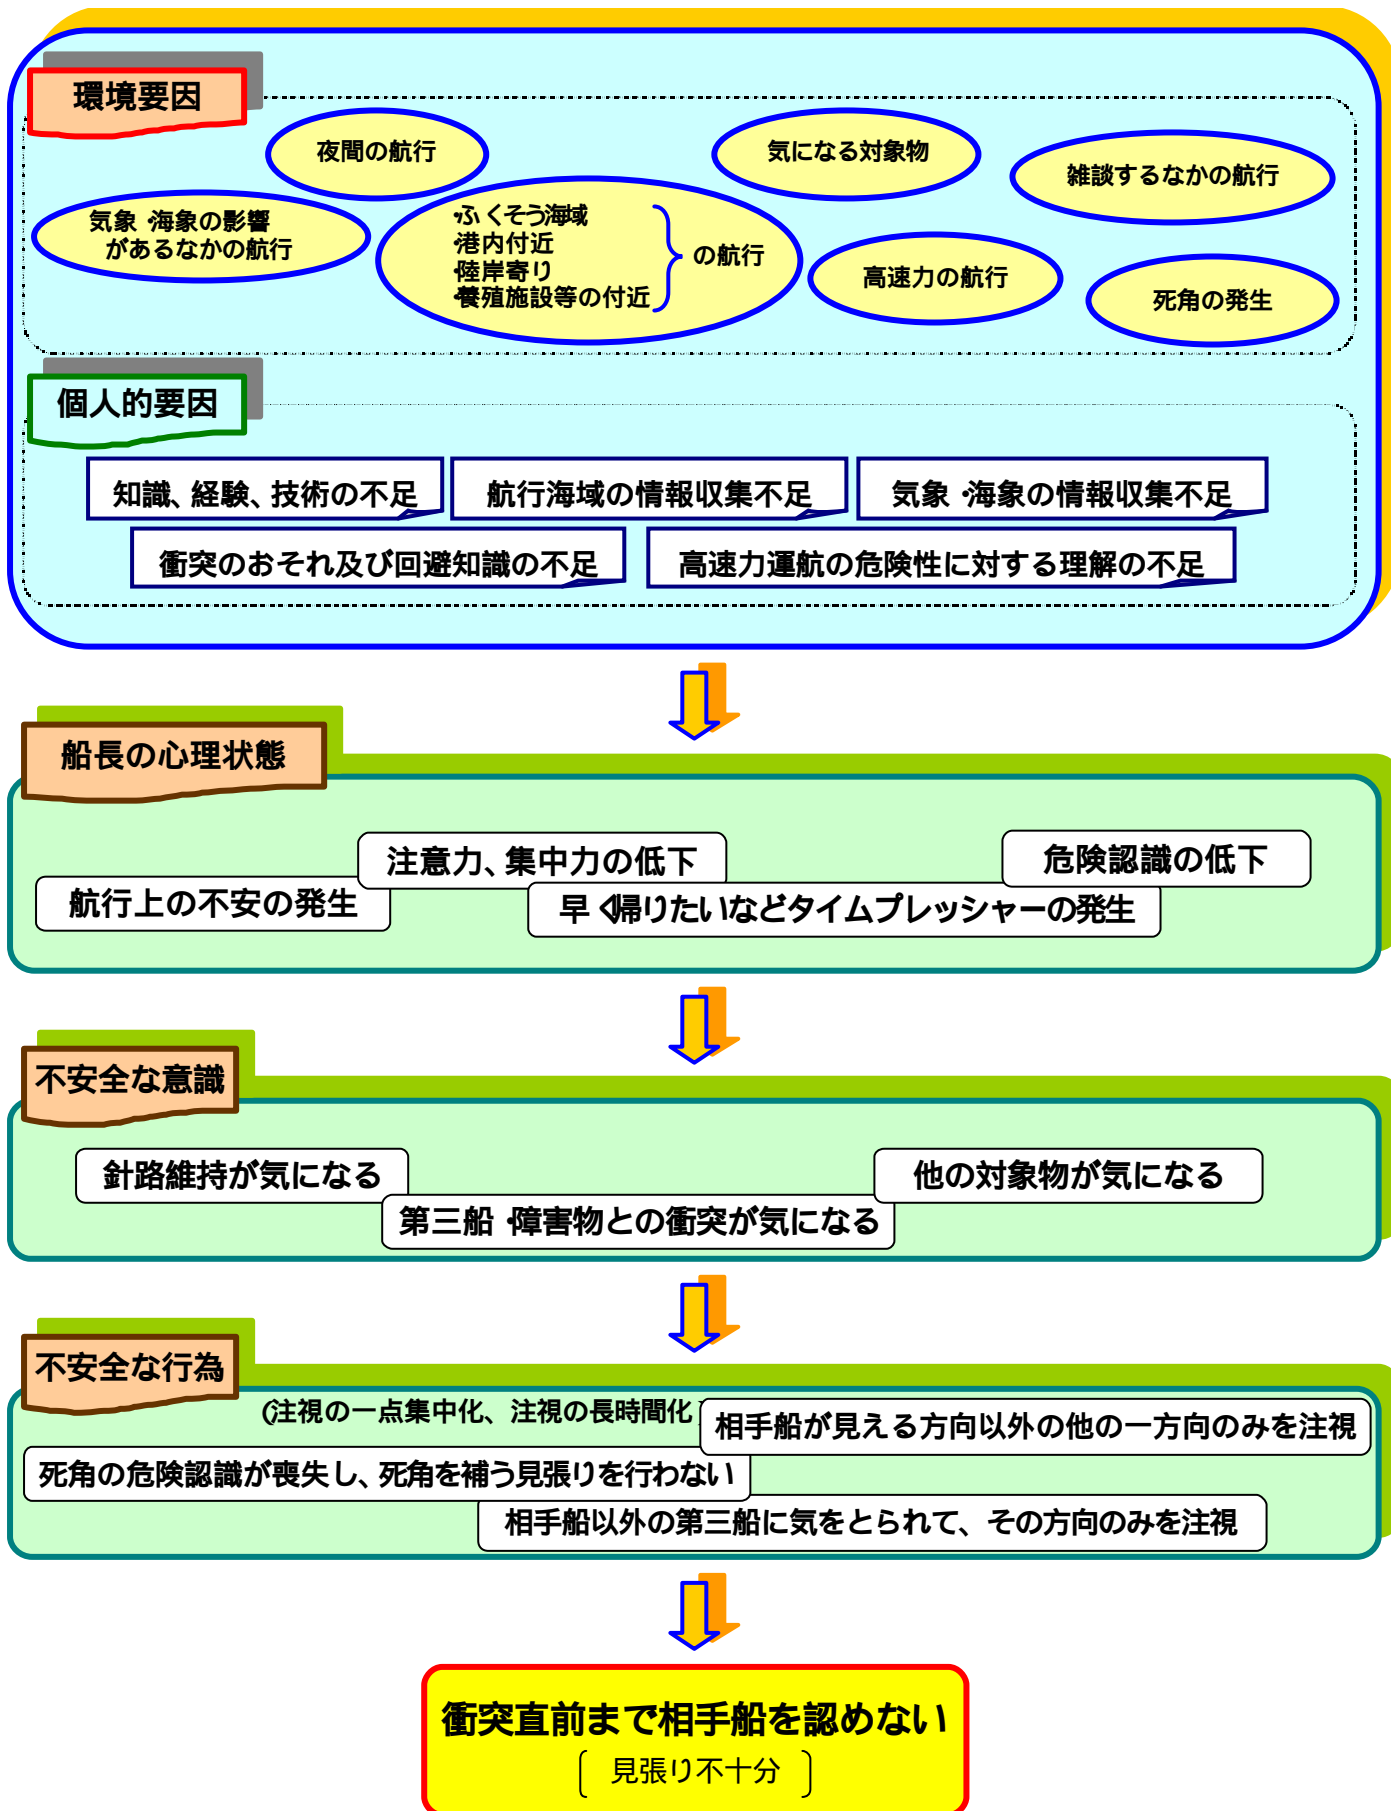 環境要因
夜間の航行
気になる対象物
雑談するなかの航行
気象・海象の影響
があるなかの航行
・ふくそう海域
・港内付近
・陸岸寄り
・養殖施設等の付近
の航行
高速力の航行
死角の発生
個人的要因
知識、経験、技術の不足
航行海域の情報収集不足
気象・海象の情報収集不足
衝突のおそれ及び回避知識の不足
高速力運航の危険性に対する理解の不足
船長の心理状態
注意力、集中力の低下
危険認識の低下
航行上の不安の発生
早く帰りたいなどタイムプレッシャーの発生
不安全な意識
針路維持が気になる
他の対象物が気になる
第三船・障害物との衝突が気になる
不安全な行為
(注視の一点集中化、注視の長時間化)
相手船が見える方向以外の他の一方向のみを注視
死角の危険認識が喪失し、死角を補う見張りを行わない
相手船以外の第三船に気をとられて、その方向のみを注視
衝突直前まで相手船を認めない
〔 見張り不十分 〕